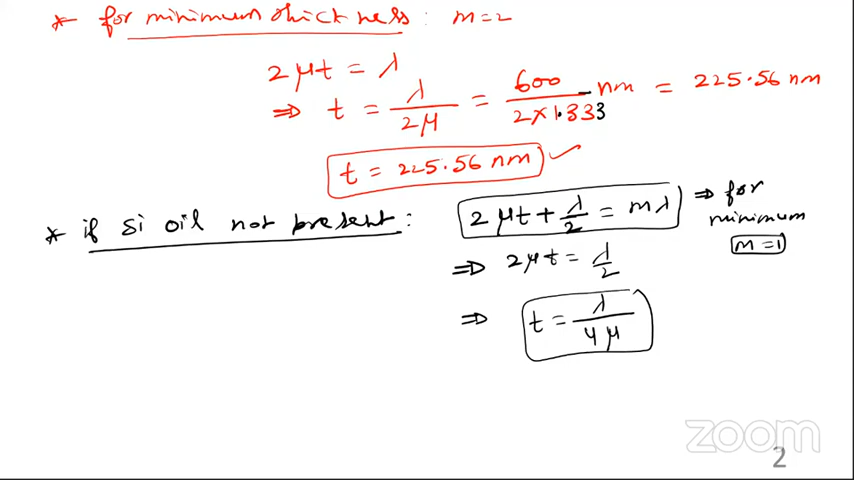 * for minimum thickness: m=2
2μt = λ
⇒ t = λ/2μ = 600/2×1.333 nm = 225.56 nm
t = 225.56 nm ✓
* if Si oil not present: 2μt + λ/2 = mλ ⇒ for minimum m=1
⇒ 2μt = λ/2
⇒ t = λ/4μ
zoom
2